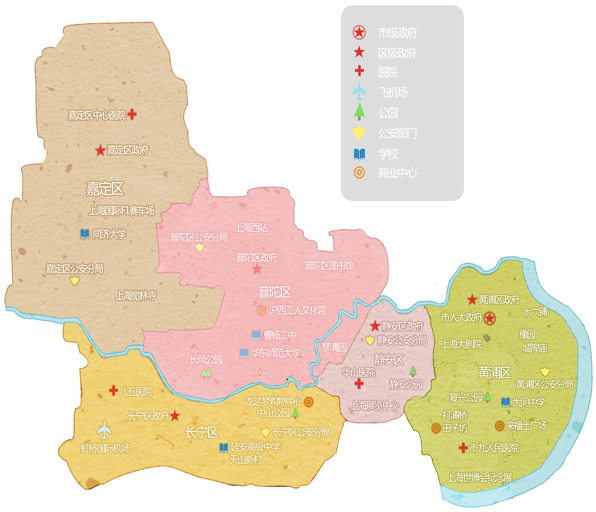 市级政府
区级政府
医院
飞机场
公园
公安部门
学校
商业中心
嘉定区中心医院
嘉定区政府
嘉定区
上海国际F1赛车场
同济大学
嘉定区公安分局
上海觉林寺
上海西站
普陀区公安分局
普陀区政府
普陀区图书馆
普陀区
沪西工人文化宫
曹杨二中
华东师范大学
长风公园
梦清园
静安区政府
静安公安分局
静安区
华山医院
静安公园
上海展览中心
黄浦区政府
市人大政府
十六铺
上海大剧院
豫园
城隍庙
黄浦区
黄浦区公安分局
复兴公园
大同中学
打浦桥
田子坊
来福士广场
市九人民医院
上海世博会纪念展
八五医院
龙之梦购物中心
中山公园
长宁区政府
长宁区
长宁区公安分局
虹桥国际机场
延安高级中学
天山新村